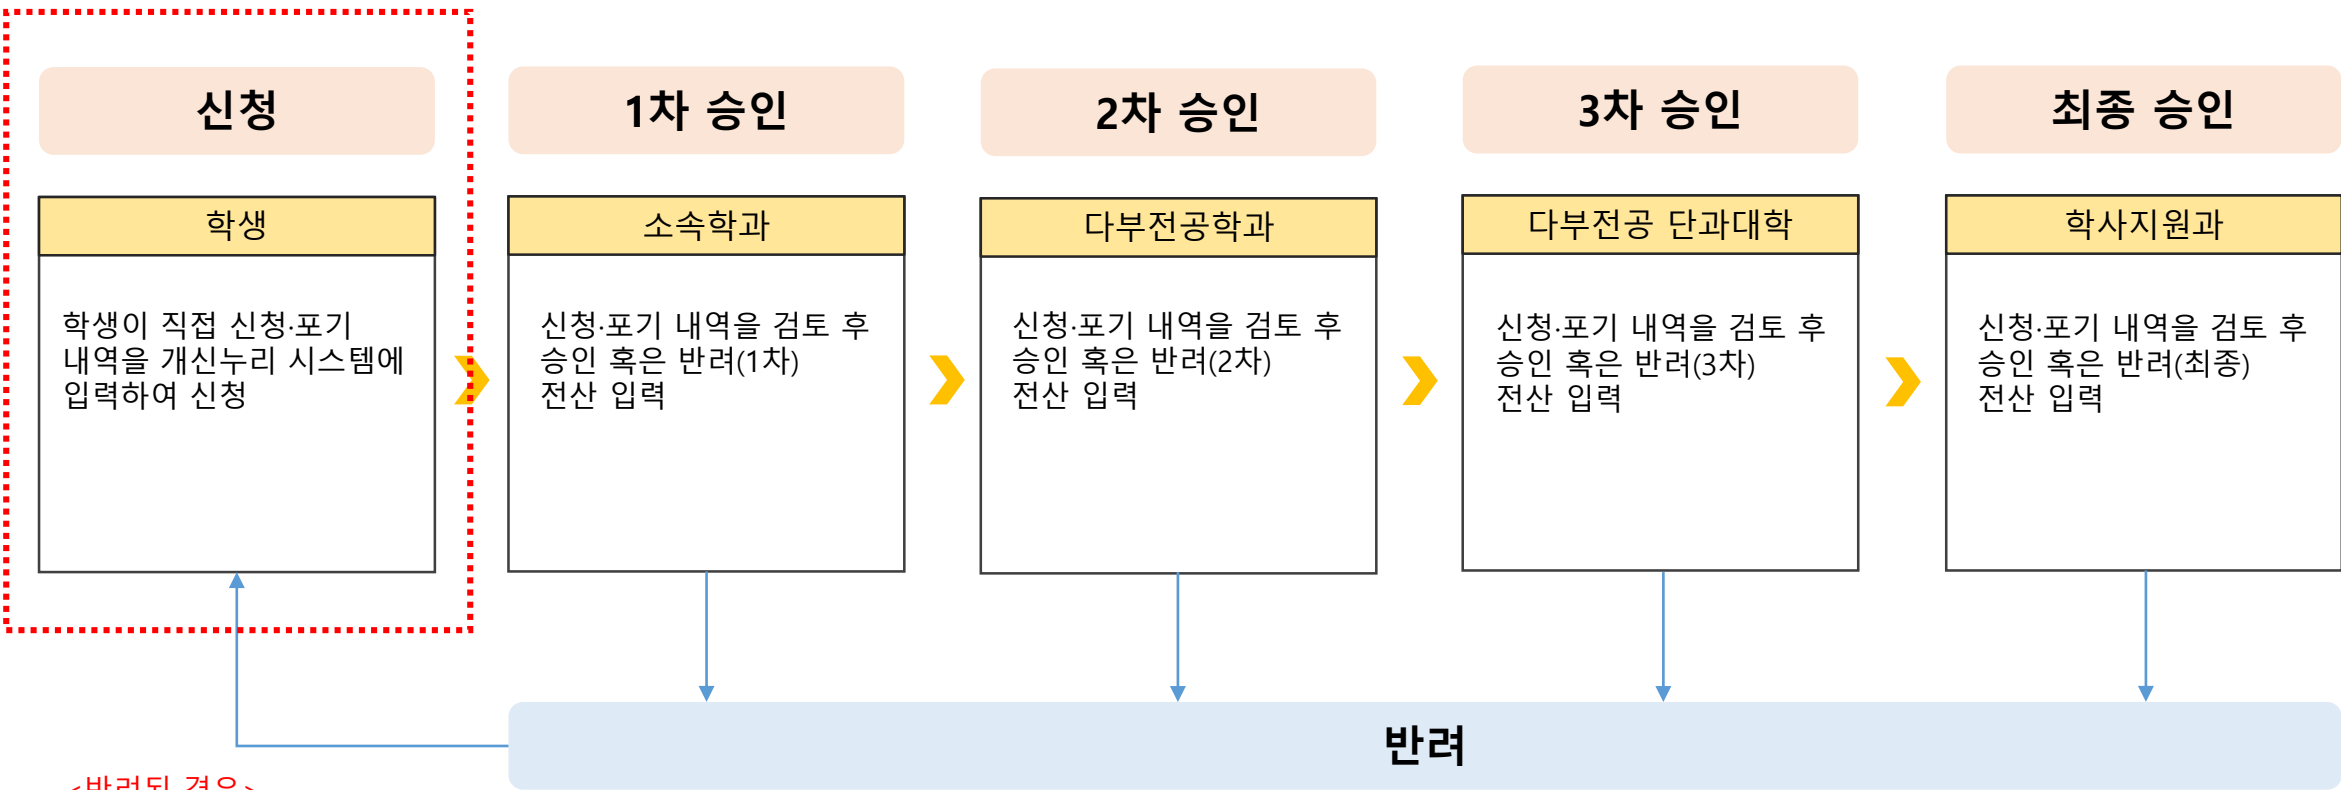 신청
1차 승인
2차 승인
3차 승인
최종 승인
학생
소속학과
다부전공학과
다부전공 단과대학
학사지원과
학생이 직접 신청·포기
내역을 개신누리 시스템에
입력하여 신청
신청·포기 내역을 검토 후
승인 혹은 반려(1차)
전산 입력
신청·포기 내역을 검토 후
승인 혹은 반려(2차)
전산 입력
신청·포기 내역을 검토 후
승인 혹은 반려(3차)
전산 입력
신청·포기 내역을 검토 후
승인 혹은 반려(최종)
전산 입력
반려
<반려된 경우>